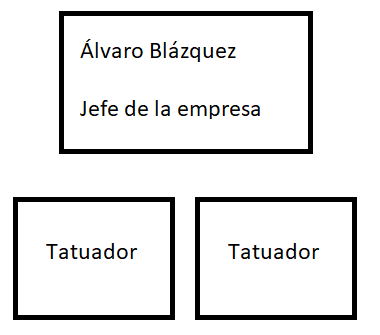 Álvaro Blázquez
Jefe de la empresa
Tatuador
Tatuador